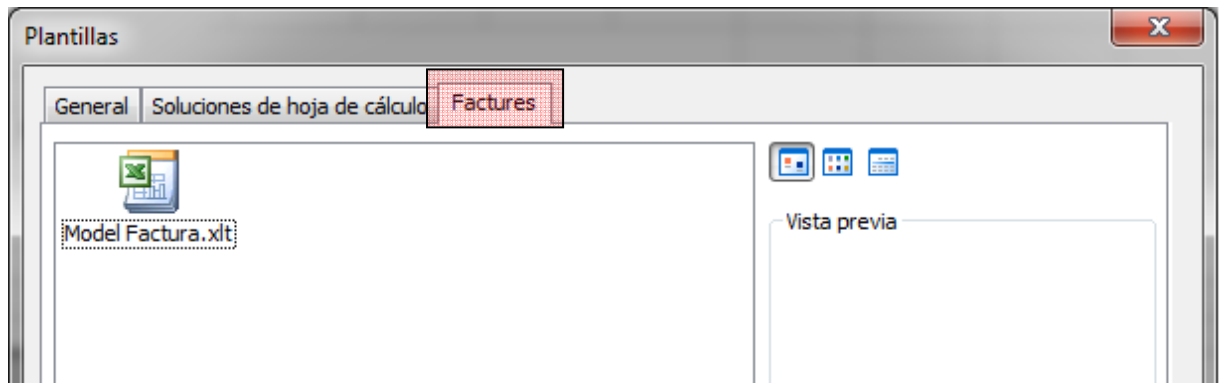 Plantillas
General
Soluciones de hoja de cálculo
Factures
Model Factura.xlt
Vista previa